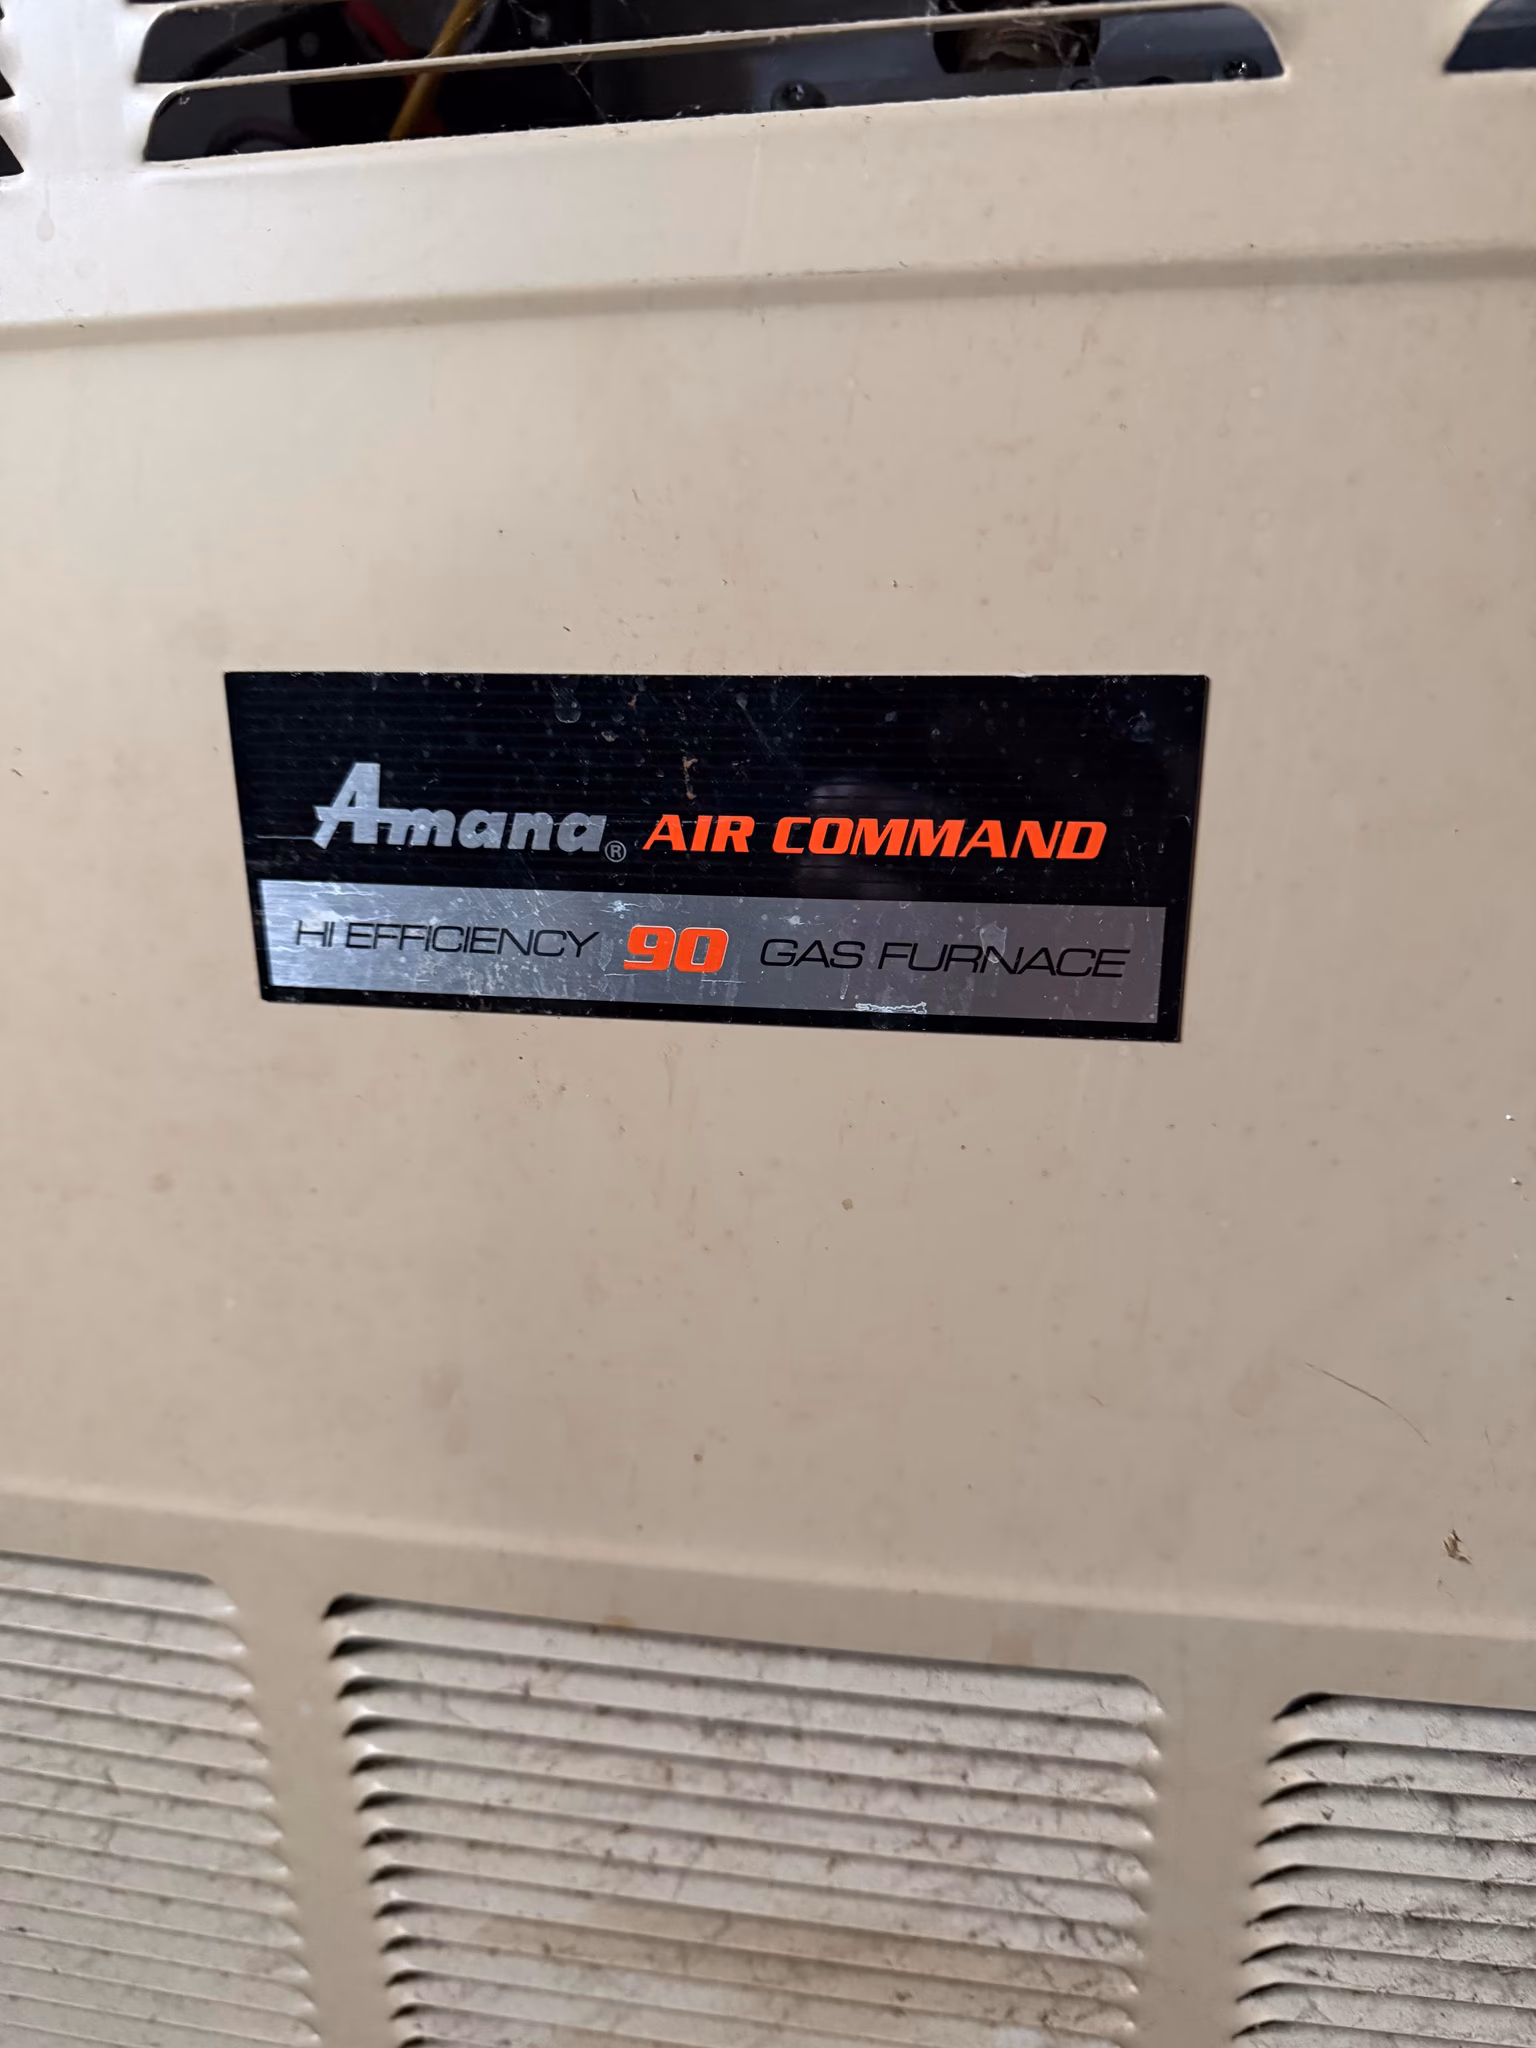 Amana® AIR COMMAND
HI EFFICIENCY 90 GAS FURNACE